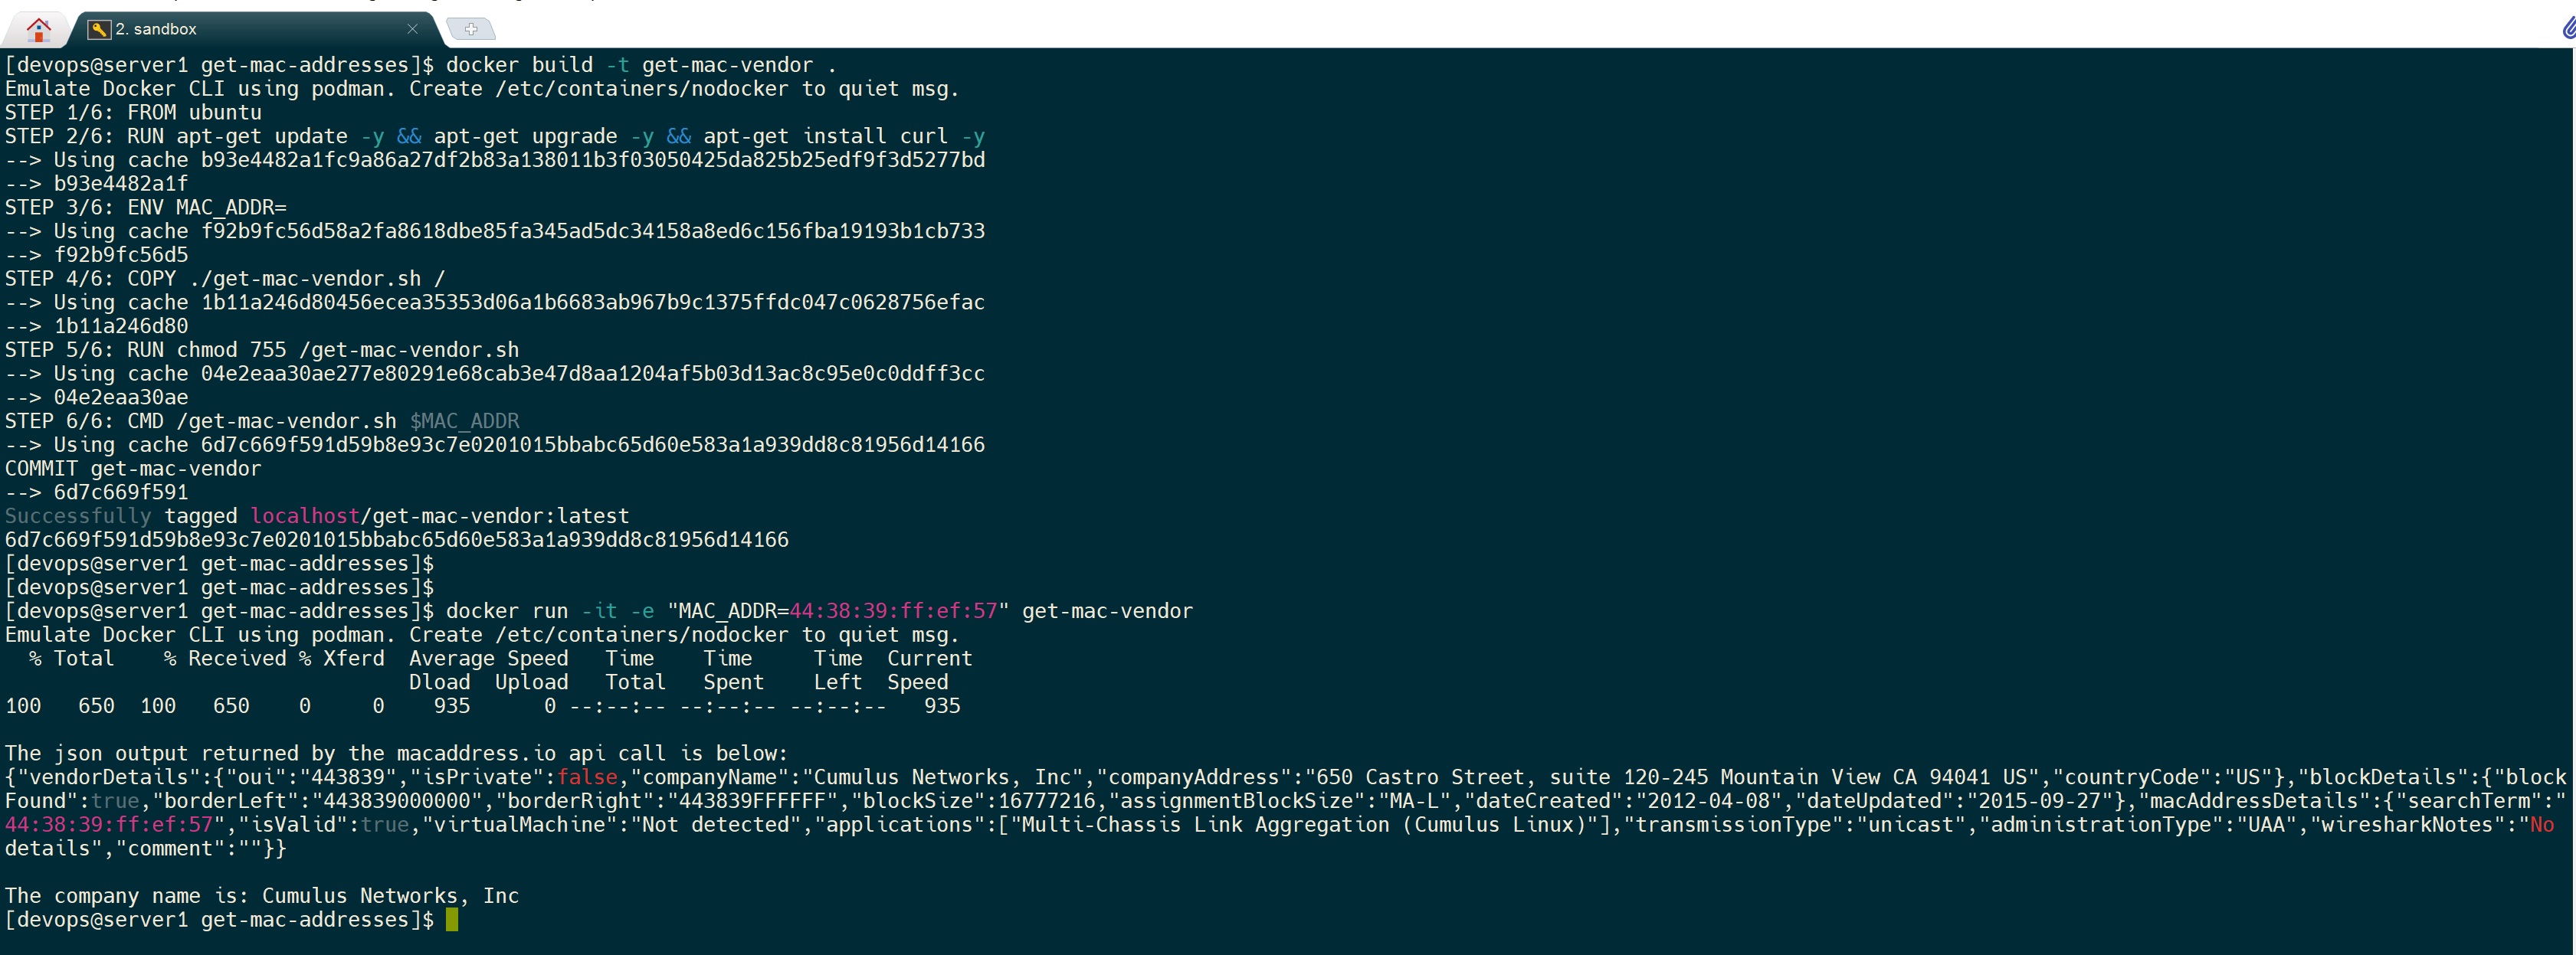 2. sandbox
[devops@server1 get-mac-addresses]$ docker build -t get-mac-vendor .
Emulate Docker CLI using podman. Create /etc/containers/nodocker to quiet msg.
STEP 1/6: FROM ubuntu
STEP 2/6: RUN apt-get update -y && apt-get upgrade -y && apt-get install curl -y
--> Using cache b93e4482a1fc9a86a27df2b83a138011b3f03050425da825b25edf9f3d5277bd
--> b93e4482a1f
STEP 3/6: ENV MAC_ADDR=
--> Using cache f92b9fc56d58a2fa8618dbe85fa345ad5dc34158a8ed6c156fba19193b1cb733
--> f92b9fc56d5
STEP 4/6: COPY ./get-mac-vendor.sh /
--> Using cache 1b11a246d80456ecea35353d06a1b6683ab967b9c1375ffdc047c0628756efac
--> 1b11a246d80
STEP 5/6: RUN chmod 755 /get-mac-vendor.sh
--> Using cache 04e2eaa30ae277e80291e68cab3e47d8aa1204af5b03d13ac8c95e0c0ddff3cc
--> 04e2eaa30ae
STEP 6/6: CMD /get-mac-vendor.sh $MAC_ADDR
--> Using cache 6d7c669f591d59b8e93c7e0201015bbabc65d60e583a1a939dd8c81956d14166
COMMIT get-mac-vendor
--> 6d7c669f591
Successfully tagged localhost/get-mac-vendor:latest
6d7c669f591d59b8e93c7e0201015bbabc65d60e583a1a939dd8c81956d14166
[devops@server1 get-mac-addresses]$
[devops@server1 get-mac-addresses]$
[devops@server1 get-mac-addresses]$ docker run -it -e "MAC_ADDR=44:38:39:ff:ef:57" get-mac-vendor
Emulate Docker CLI using podman. Create /etc/containers/nodocker to quiet msg.
  % Total    % Received % Xferd  Average Speed   Time    Time     Time  Current
                                 Dload  Upload   Total   Spent    Left  Speed
100   650  100   650    0     0    935      0 --:--:-- --:--:-- --:--:--   935
The json output returned by the macaddress.io api call is below:
{"vendorDetails":{"oui":"443839","isPrivate":false,"companyName":"Cumulus Networks, Inc","companyAddress":"650 Castro Street, suite 120-245 Mountain View CA 94041 US","countryCode":"US"},"blockDetails":{"block
Found":true,"borderLeft":"443839000000","borderRight":"443839FFFFFF","blockSize":16777216,"assignmentBlockSize":"MA-L","dateCreated":"2012-04-08","dateUpdated":"2015-09-27"},"macAddressDetails":{"searchTerm":"
44:38:39:ff:ef:57","isValid":true,"virtualMachine":"Not detected","applications":["Multi-Chassis Link Aggregation (Cumulus Linux)"],"transmissionType":"unicast","administrationType":"UAA","wiresharkNotes":"No
details","comment":""}}
The company name is: Cumulus Networks, Inc
[devops@server1 get-mac-addresses]$